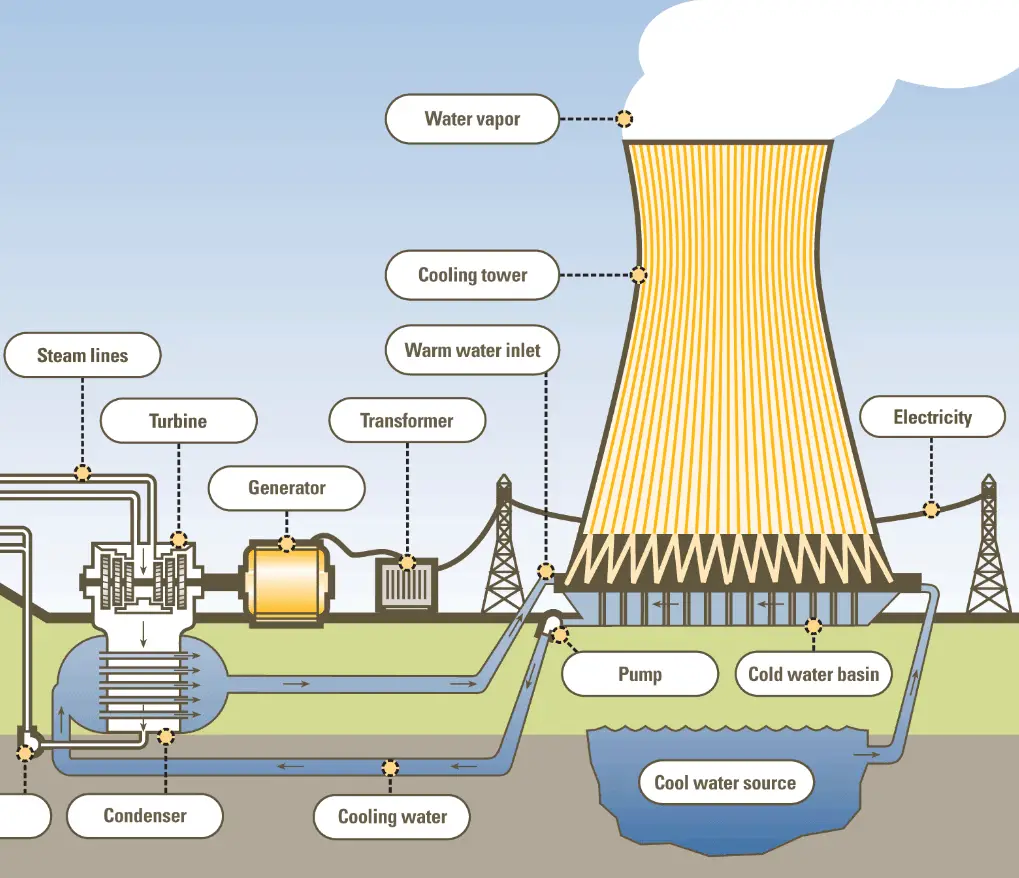 Water vapor
Cooling tower
Warm water inlet
Steam lines
Turbine
Transformer
Electricity
Generator
Pump
Cold water basin
Cool water source
Condenser
Cooling water